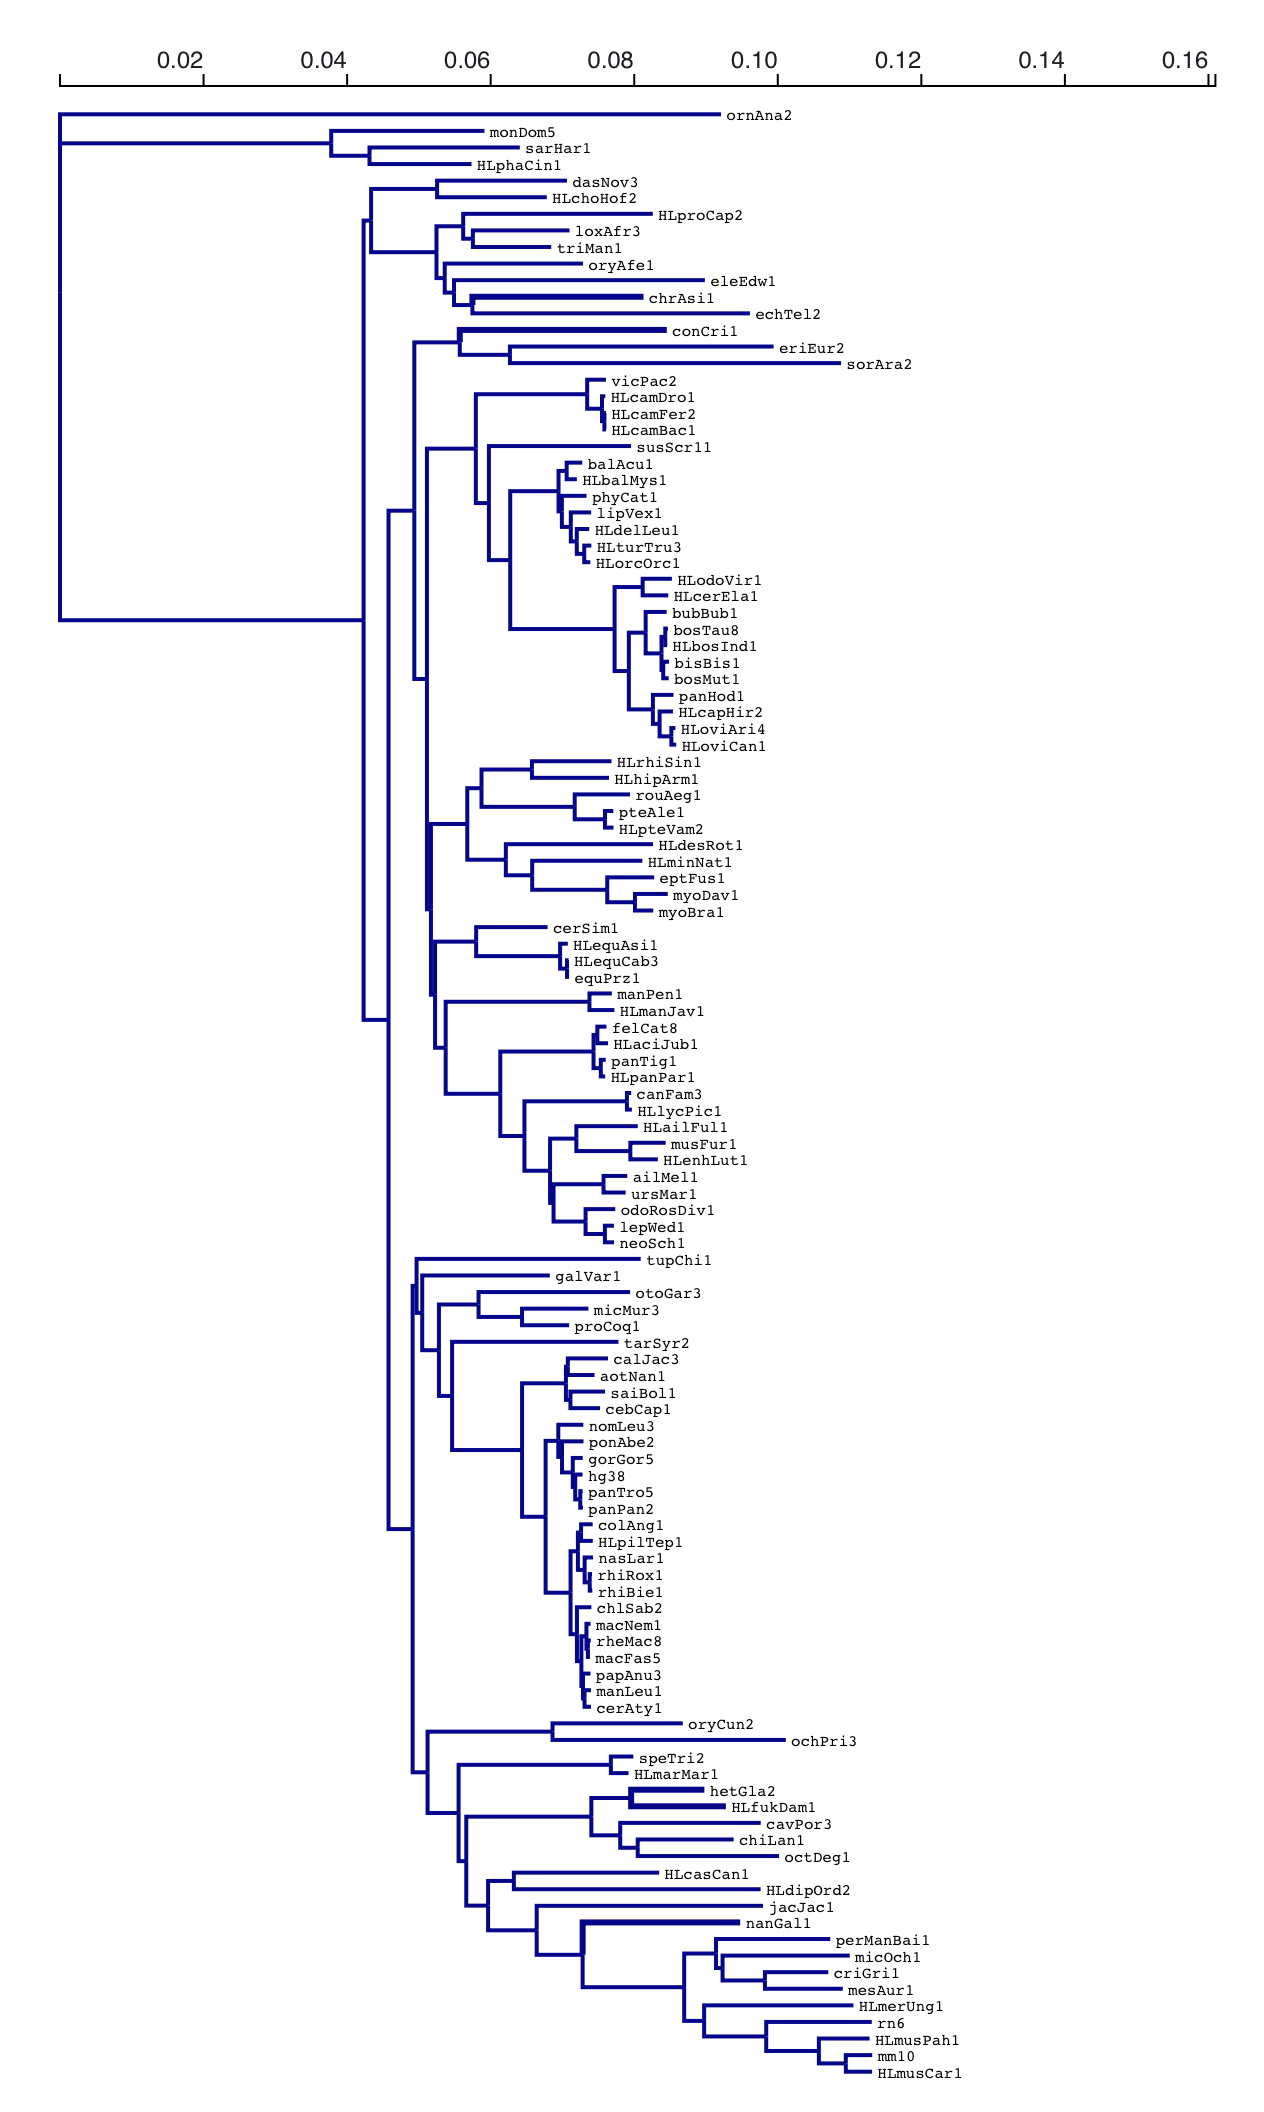 0.02 0.04 0.06 0.08 0.10 0.12 0.14 0.16
ornAna2
monDom5
sarHar1
HLphaCin1
dasNov3
HLchoHof2
HLproCap2
loxAfr3
triMan1
oryAfe1
eleEdw1
chrAsi1
echTel2
conCri1
eriEur2
sorAra2
vicPac2
HLcamDro1
HLcamFer2
HLcamBac1
susScr11
balAcu1
HLbalMys1
phyCat1
lipVex1
HLdelLeu1
HLturTru3
HLorcOrc1
HLodoVir1
HLcerEla1
bubBub1
bosTau8
HLbosInd1
bisBis1
bosMut1
panHod1
HLcapHir2
HLoviAri4
HLoviCan1
HLrhiSin1
HLhipArm1
rouAeg1
pteAle1
HLpteVam2
HLdesRot1
HLminNat1
eptFus1
myoDav1
myoBra1
cerSim1
HLequAsi1
HLequCab3
equPrz1
manPen1
HLmanJav1
felCat8
HLaciJub1
panTig1
HLpanPar1
canFam3
HLlycPic1
HLailFul1
musFur1
HLenhLut1
ailMel1
ursMar1
odoRosDiv1
lepWed1
neoSch1
tupChi1
galVar1
otoGar3
micMur3
proCoq1
tarSyr2
calJac3
aotNan1
saiBol1
cebCap1
nomLeu3
ponAbe2
gorGor5
hg38
panTro5
panPan2
colAng1
HLpilTep1
nasLar1
rhiRox1
rhiBie1
chlSab2
macNem1
rheMac8
macFas5
papAnu3
manLeu1
cerAty1
oryCun2
ochPri3
speTri2
HLmarMar1
hetGla2
HLfukDam1
cavPor3
chiLan1
octDeg1
HLcasCan1
HLdipOrd2
jacJac1
nanGal1
perManBai1
micOch1
criGri1
mesAur1
HLmerUng1
rn6
HLmusPah1
mm10
HLmusCar1